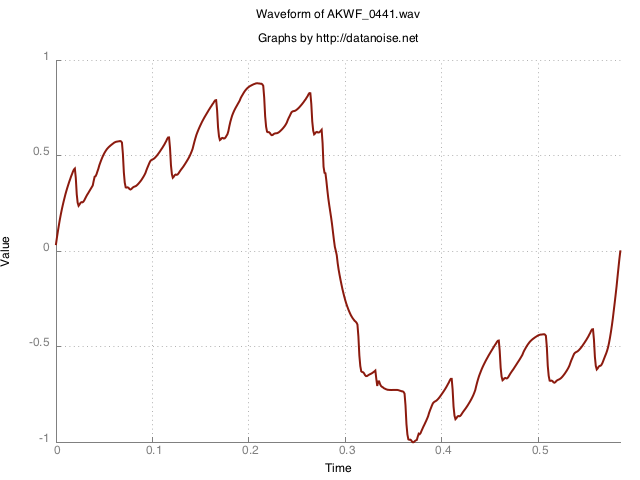 Waveform of AKWF_0441.wav
Graphs by http://datanoise.net
1
0.5
0
-0.5
-1
Value
0 0.1 0.2 0.3 0.4 0.5
Time